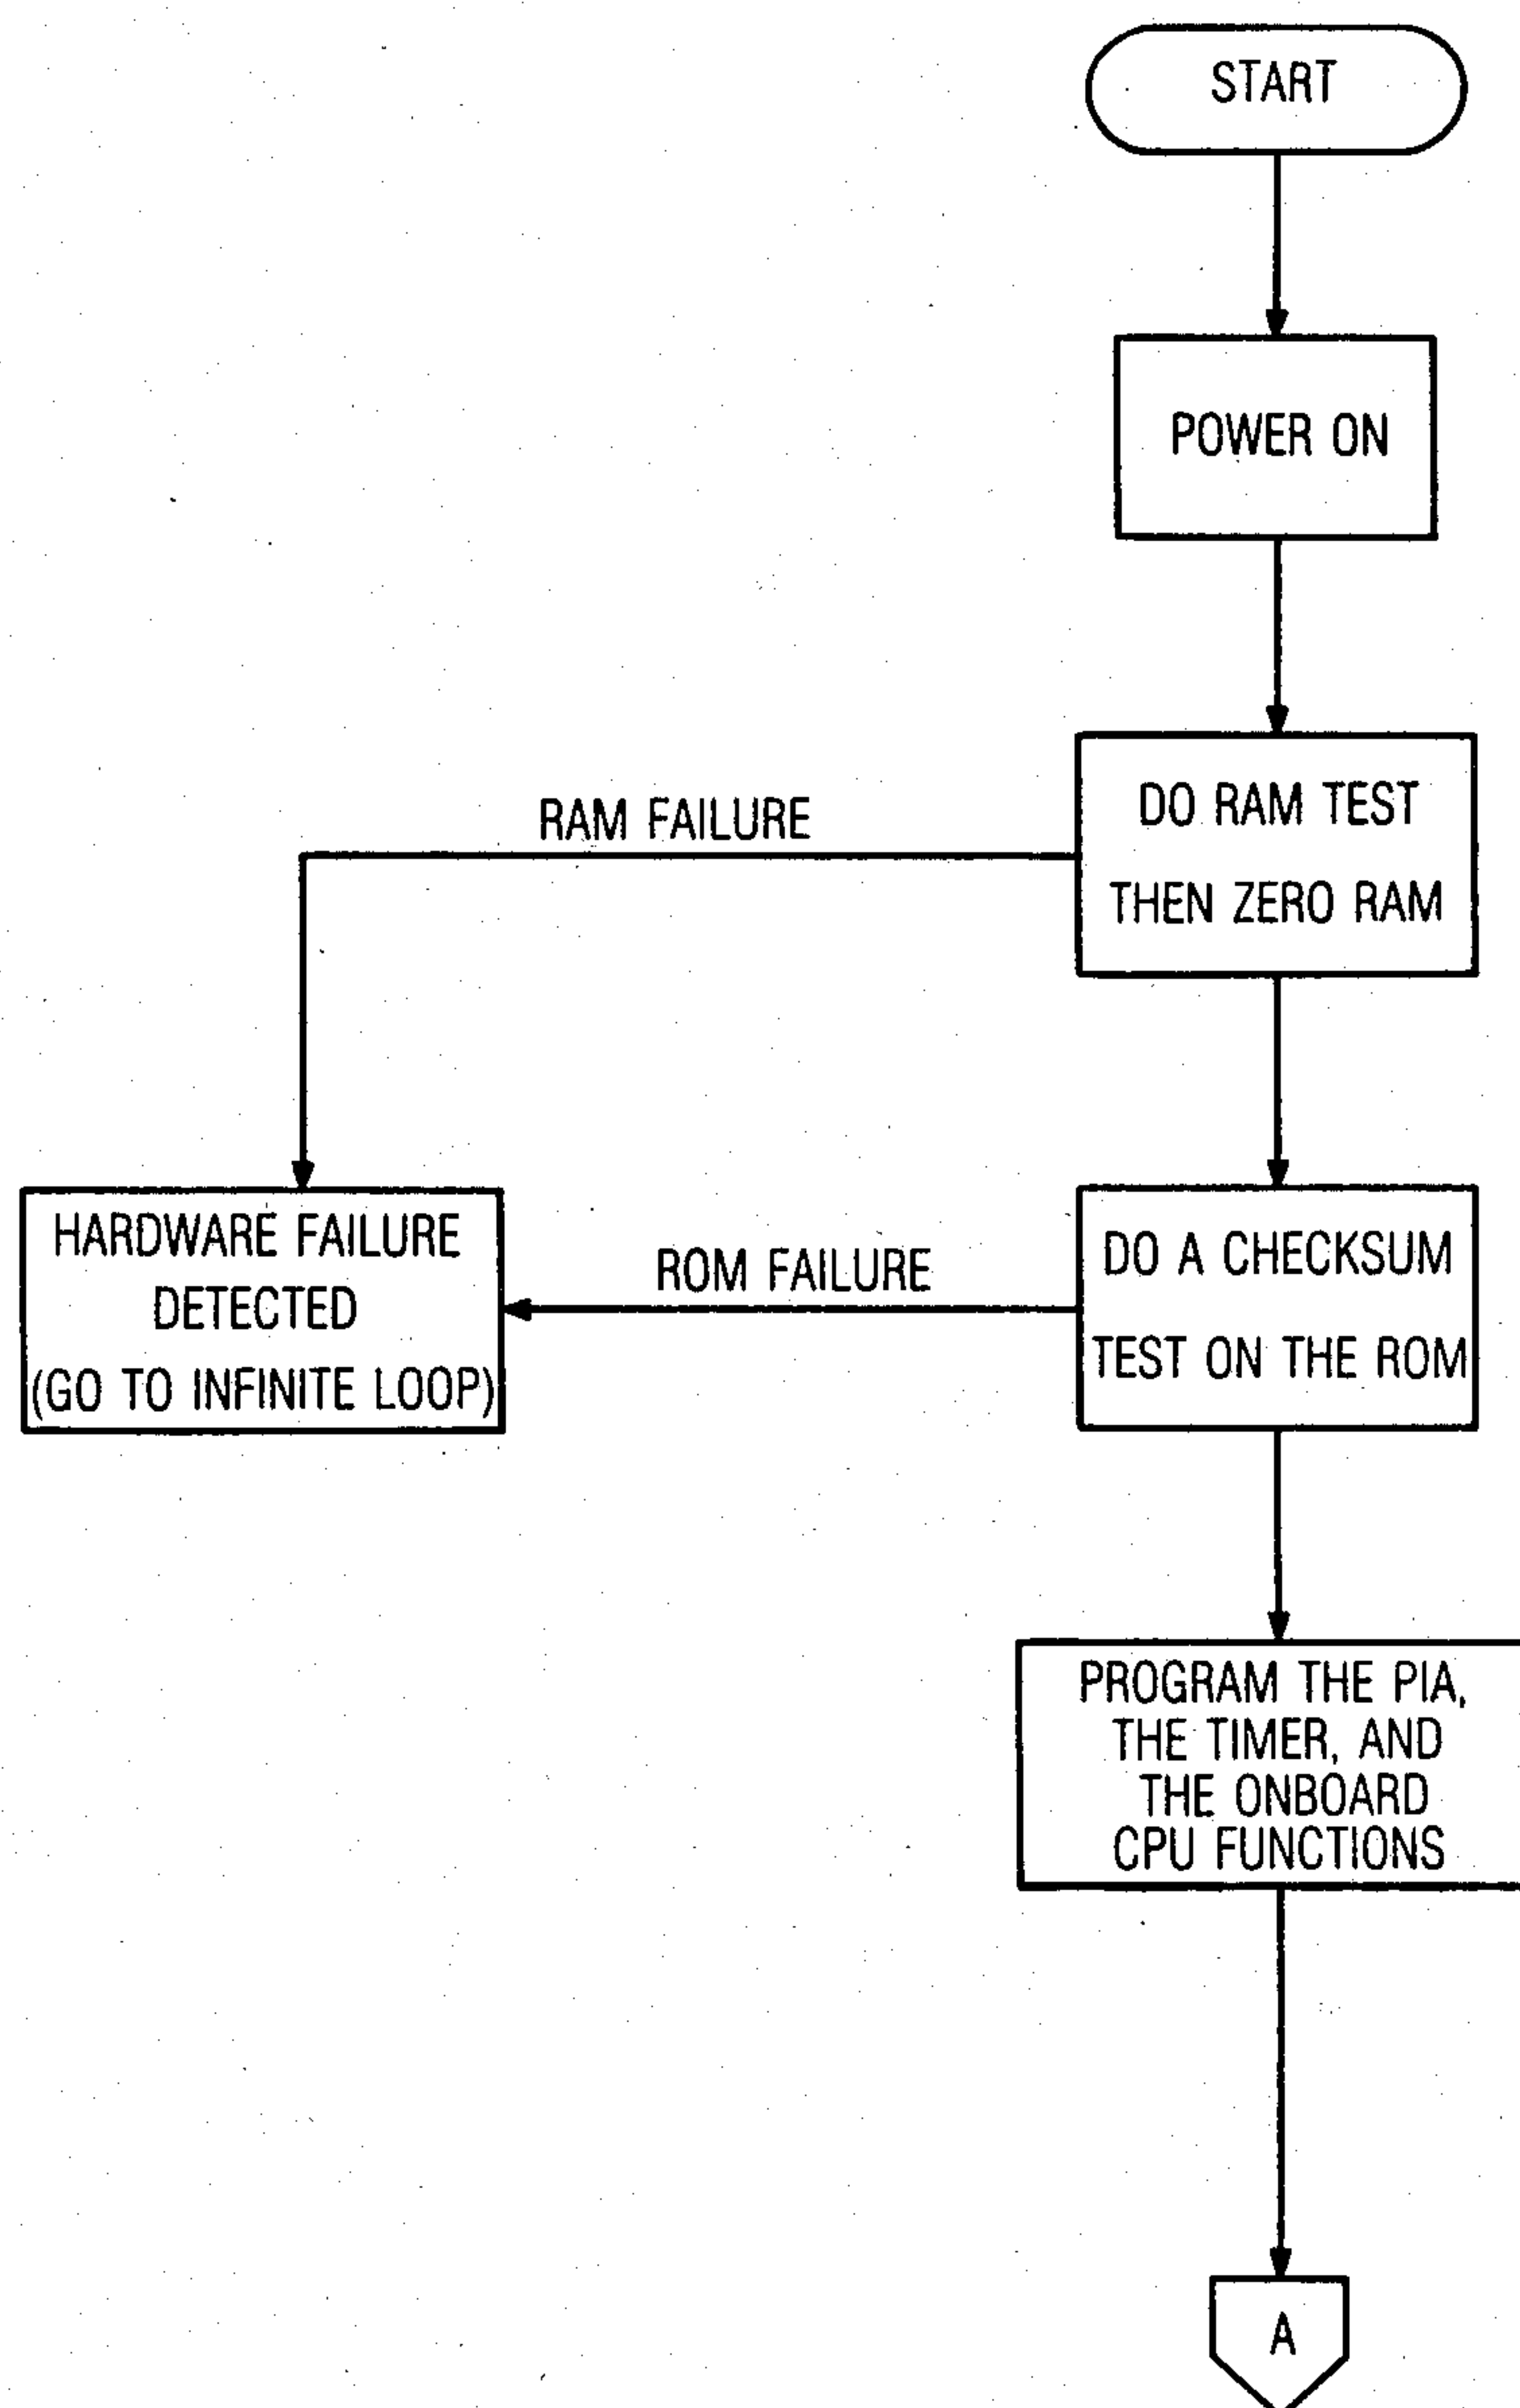 START
POWER ON
DO RAM TEST
THEN ZERO RAM
RAM FAILURE
DO A CHECKSUM
TEST ON THE ROM
ROM FAILURE
HARDWARE FAILURE
DETECTED
(GO TO INFINITE LOOP)
PROGRAM THE PIA,
THE TIMER, AND
THE ONBOARD
CPU FUNCTIONS
A